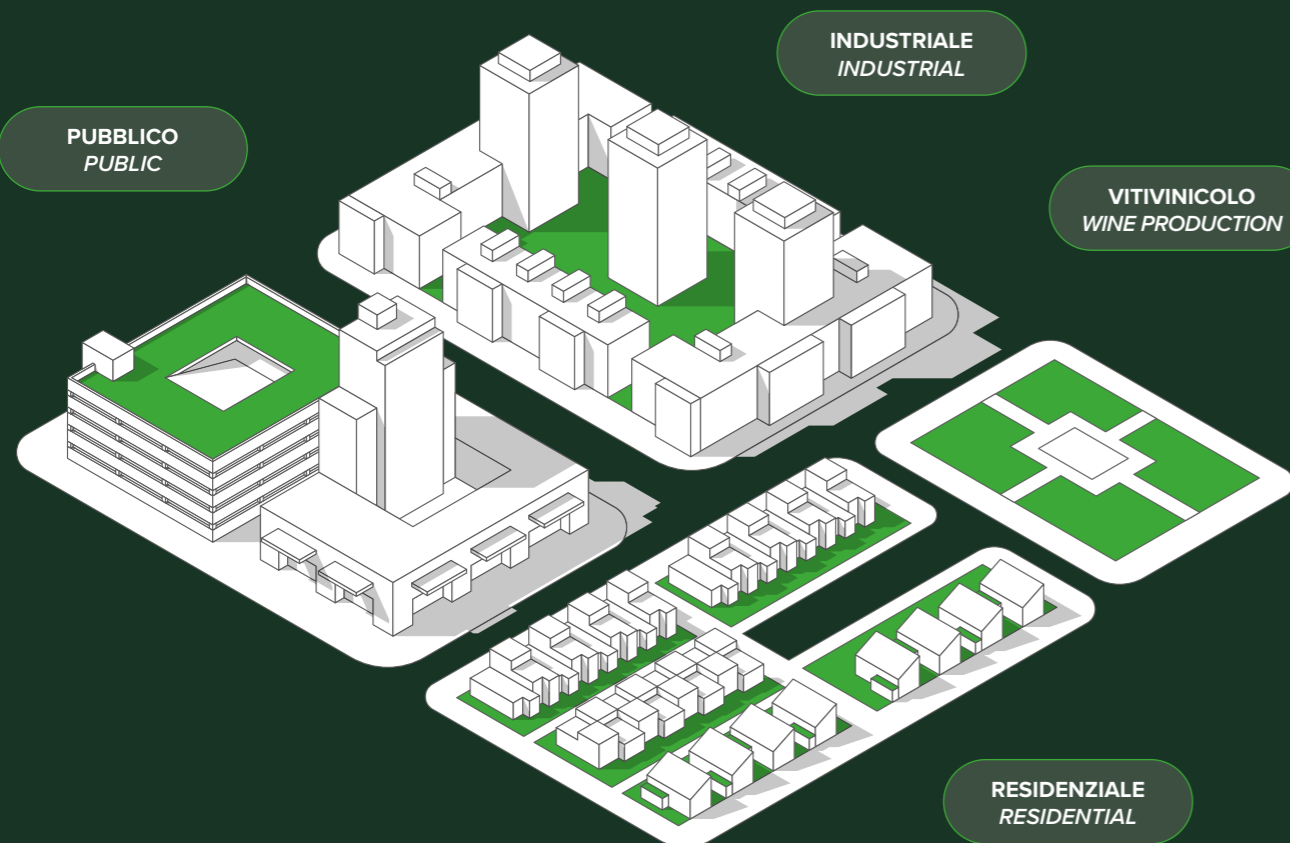 INDUSTRIALE
INDUSTRIAL
PUBBLICO
PUBLIC
VITIVINICOLO
WINE PRODUCTION
RESIDENZIALE
RESIDENTIAL